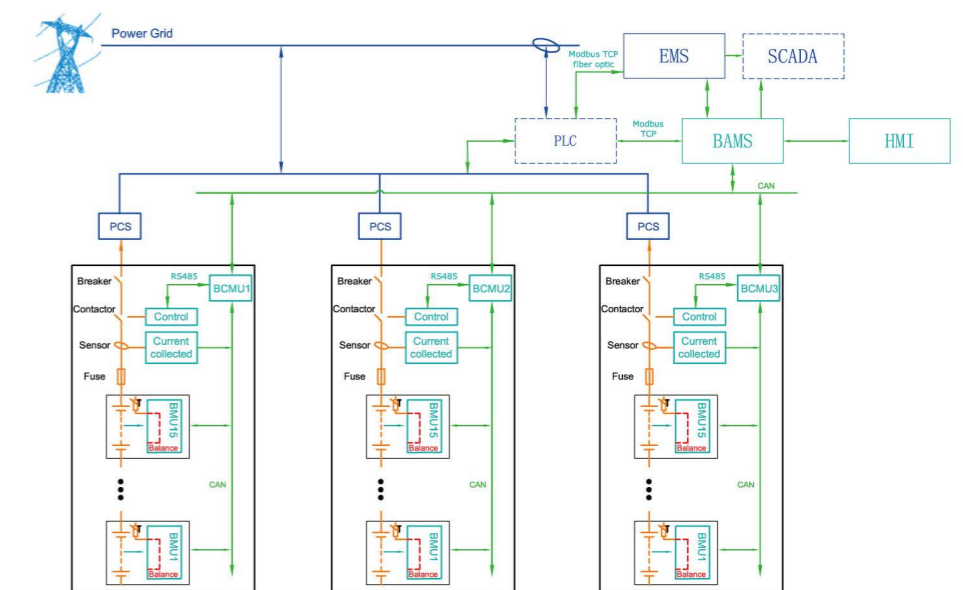 Power Grid
Modbus TCP
fiber optic
EMS
SCADA
PLC
Modbus
TCP
BAMS
HMI
CAN
PCS
PCS
PCS
Breaker
RS485
BCMU1
Contactor
Control
Sensor
Current
collected
Fuse
T
BMU15
Balance
CAN
T
BMU1
Balance
Breaker
RS485
BCMU2
Contactor
Control
Sensor
Current
collected
Fuse
T
BMU15
Balance
CAN
T
BMU1
Balance
Breaker
RS485
BCMU3
Contactor
Control
Sensor
Current
collected
Fuse
T
BMU15
Balance
CAN
T
BMU1
Balance